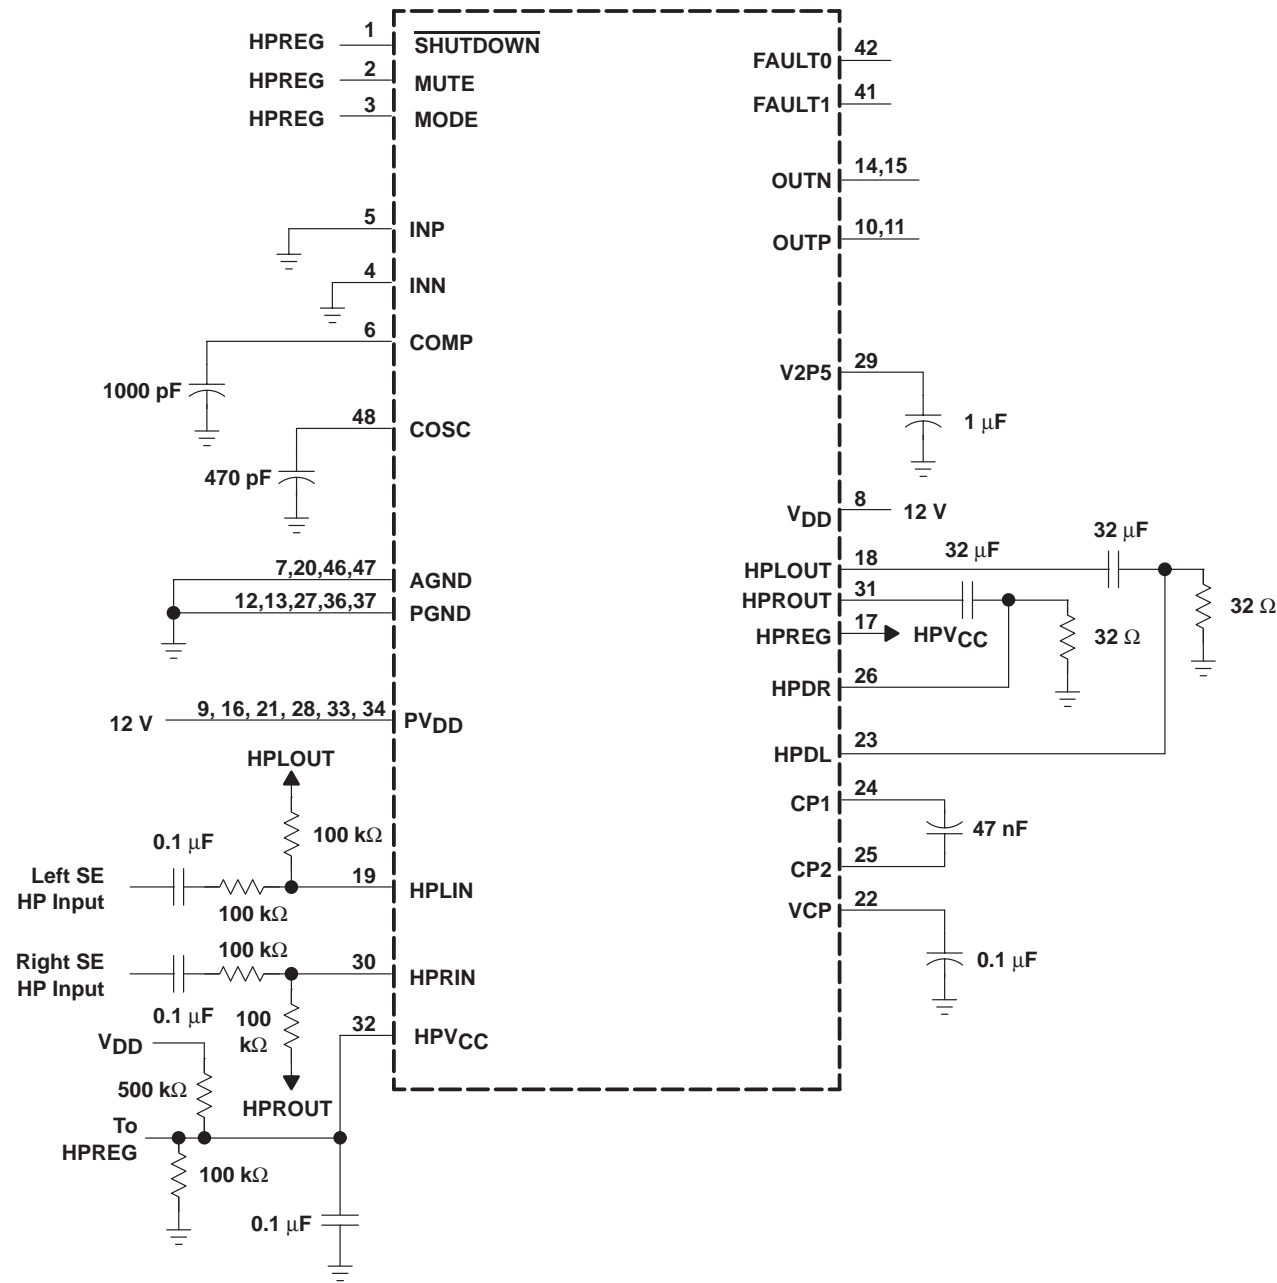 HPREG 1 SHUTDOWN
HPREG 2 MUTE
HPREG 3 MODE
5 INP
4 INN
6 COMP
1000 pF
48 COSC
470 pF
7,20,46,47 AGND
12,13,27,36,37 PGND
12 V 9, 16, 21, 28, 33, 34 PVDD
HPLOUT
100 kΩ
0.1 μF
Left SE
HP Input
19 HPLIN
100 kΩ
100 kΩ
Right SE
HP Input
30 HPRIN
0.1 μF
100
kΩ
32 HPVCC
VDD
500 kΩ
HPROUT
To
HPREG
100 kΩ
0.1 μF
FAULT0 42
FAULT1 41
OUTN 14,15
OUTP 10,11
V2P5 29
1 μF
VDD 8 12 V
32 μF
32 μF
HPLOUT 18
HPROUT 31
32 Ω
HPREG 17 HPVCC
32 Ω
HPDR 26
HPDL 23
CP1 24
47 nF
CP2 25
VCP 22
0.1 μF